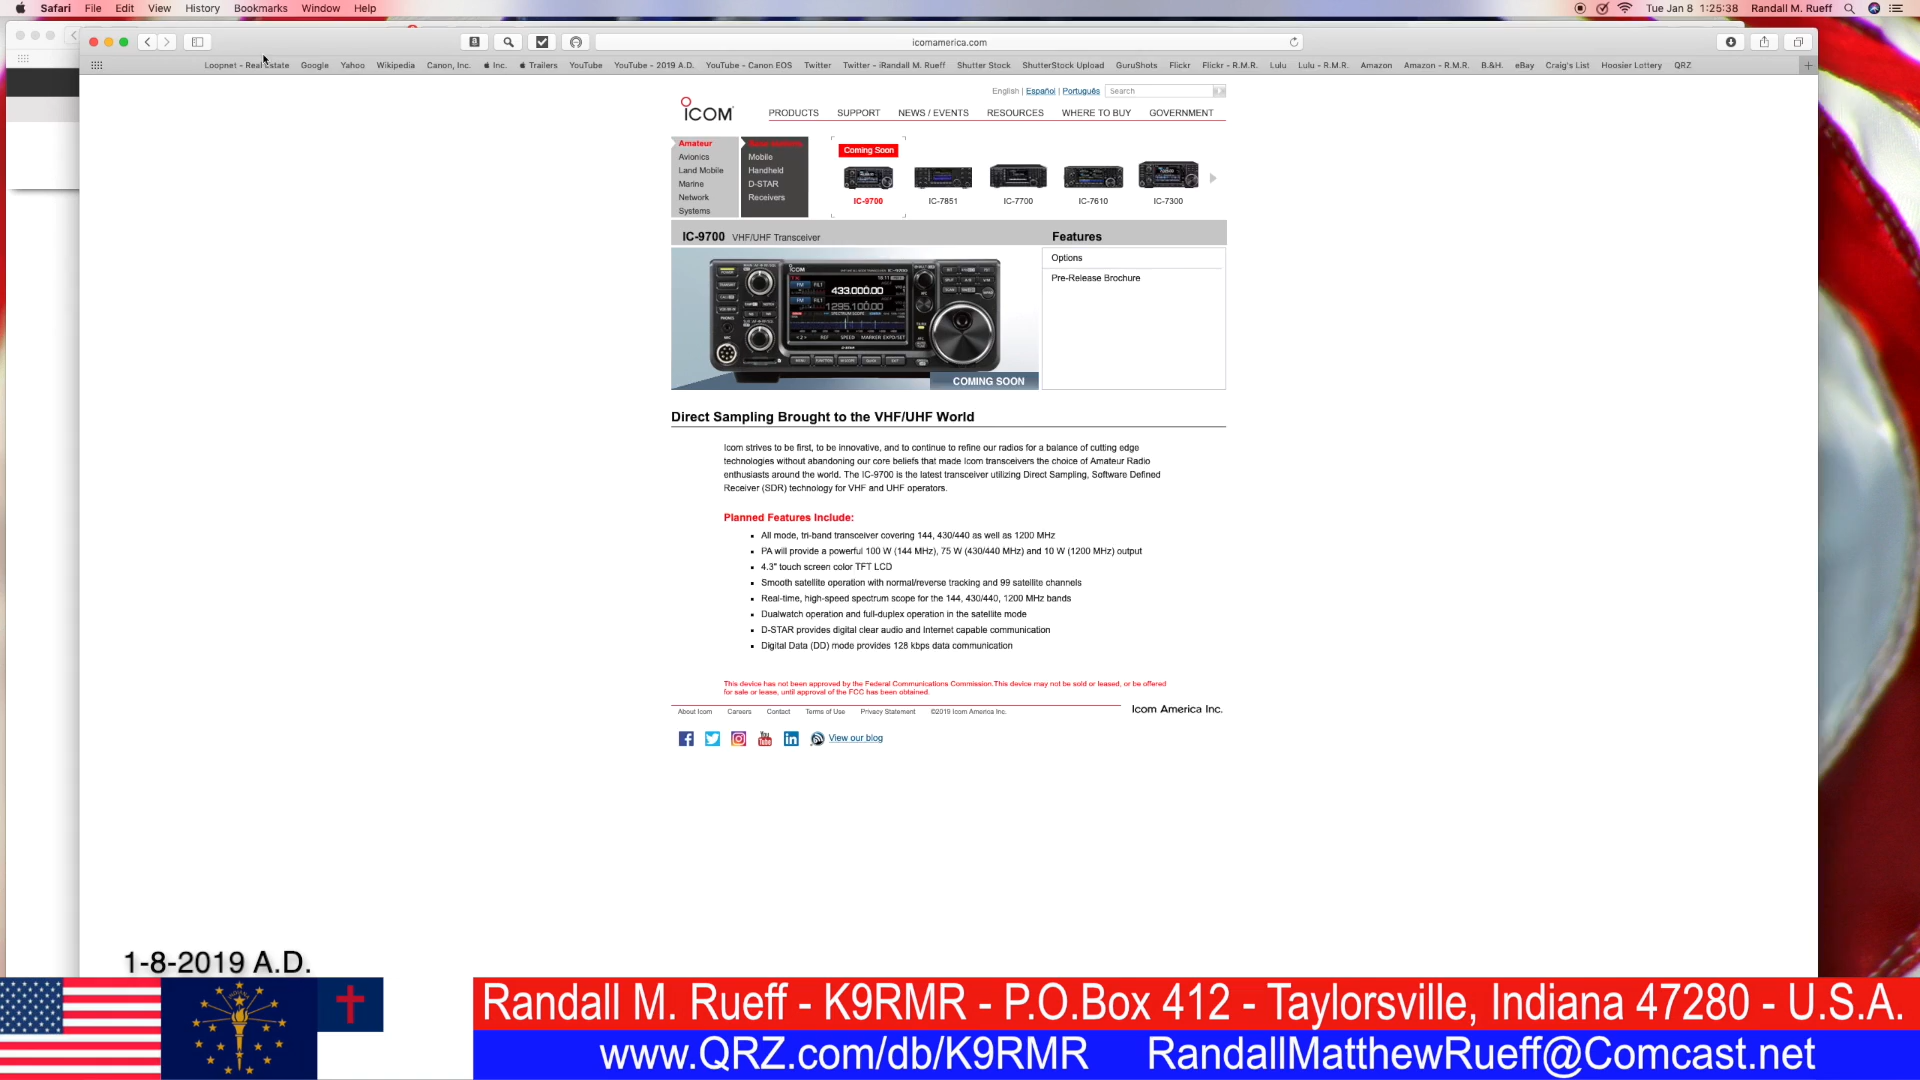 Safari File Edit View History Bookmarks Window Help
Tue Jan 8 1:25:38 Randall M. Rueff
icomamerica.com
Loopnet - Real Estate Google Yahoo Wikipedia Canon, Inc. Inc. Trailers YouTube YouTube - 2019 A.D. YouTube - Canon EOS Twitter Twitter - iRandall M. Rueff Shutter Stock ShutterStock Upload GuruShots Flickr Flickr - R.M.R. Lulu Lulu - R.M.R. Amazon Amazon - R.M.R. B.&H. eBay Craig's List Hoosier Lottery QRZ
English | Español | Português Search
ICOM
PRODUCTS SUPPORT NEWS / EVENTS RESOURCES WHERE TO BUY GOVERNMENT
Amateur
Avionics
Land Mobile
Marine
Network
Systems
Mobile
Handheld
D-STAR
Receivers
Coming Soon
IC-9700 IC-7851 IC-7700 IC-7610 IC-7300
IC-9700 VHF/UHF Transceiver
Features
Options
Pre-Release Brochure
ICOM
433.000.00
1295.100.00
SPECTRUM SCOPE
REF SPEED MARKER EXPD/SET
COMING SOON
Direct Sampling Brought to the VHF/UHF World
Icom strives to be first, to be innovative, and to continue to refine our radios for a balance of cutting edge
technologies without abandoning our core beliefs that made Icom transceivers the choice of Amateur Radio
enthusiasts around the world. The IC-9700 is the latest transceiver utilizing Direct Sampling, Software Defined
Receiver (SDR) technology for VHF and UHF operators.
Planned Features Include:
All mode, tri-band transceiver covering 144, 430/440 as well as 1200 MHz
PA will provide a powerful 100 W (144 MHz), 75 W (430/440 MHz) and 10 W (1200 MHz) output
4.3" touch screen color TFT LCD
Smooth satellite operation with normal/reverse tracking and 99 satellite channels
Real-time, high-speed spectrum scope for the 144, 430/440, 1200 MHz bands
Dualwatch operation and full-duplex operation in the satellite mode
D-STAR provides digital clear audio and Internet capable communication
Digital Data (DD) mode provides 128 kbps data communication
This device has not been approved by the Federal Communications Commission.This device may not be sold or leased, or be offered
for sale or lease, until approval of the FCC has been obtained.
About Icom Careers Contact Terms of Use Privacy Statement ©2019 Icom America Inc.
Icom America Inc.
View our blog
1-8-2019 A.D.
Randall M. Rueff - K9RMR - P.O.Box 412 - Taylorsville, Indiana 47280 - U.S.A.
www.QRZ.com/db/K9RMR RandallMatthewRueff@Comcast.net